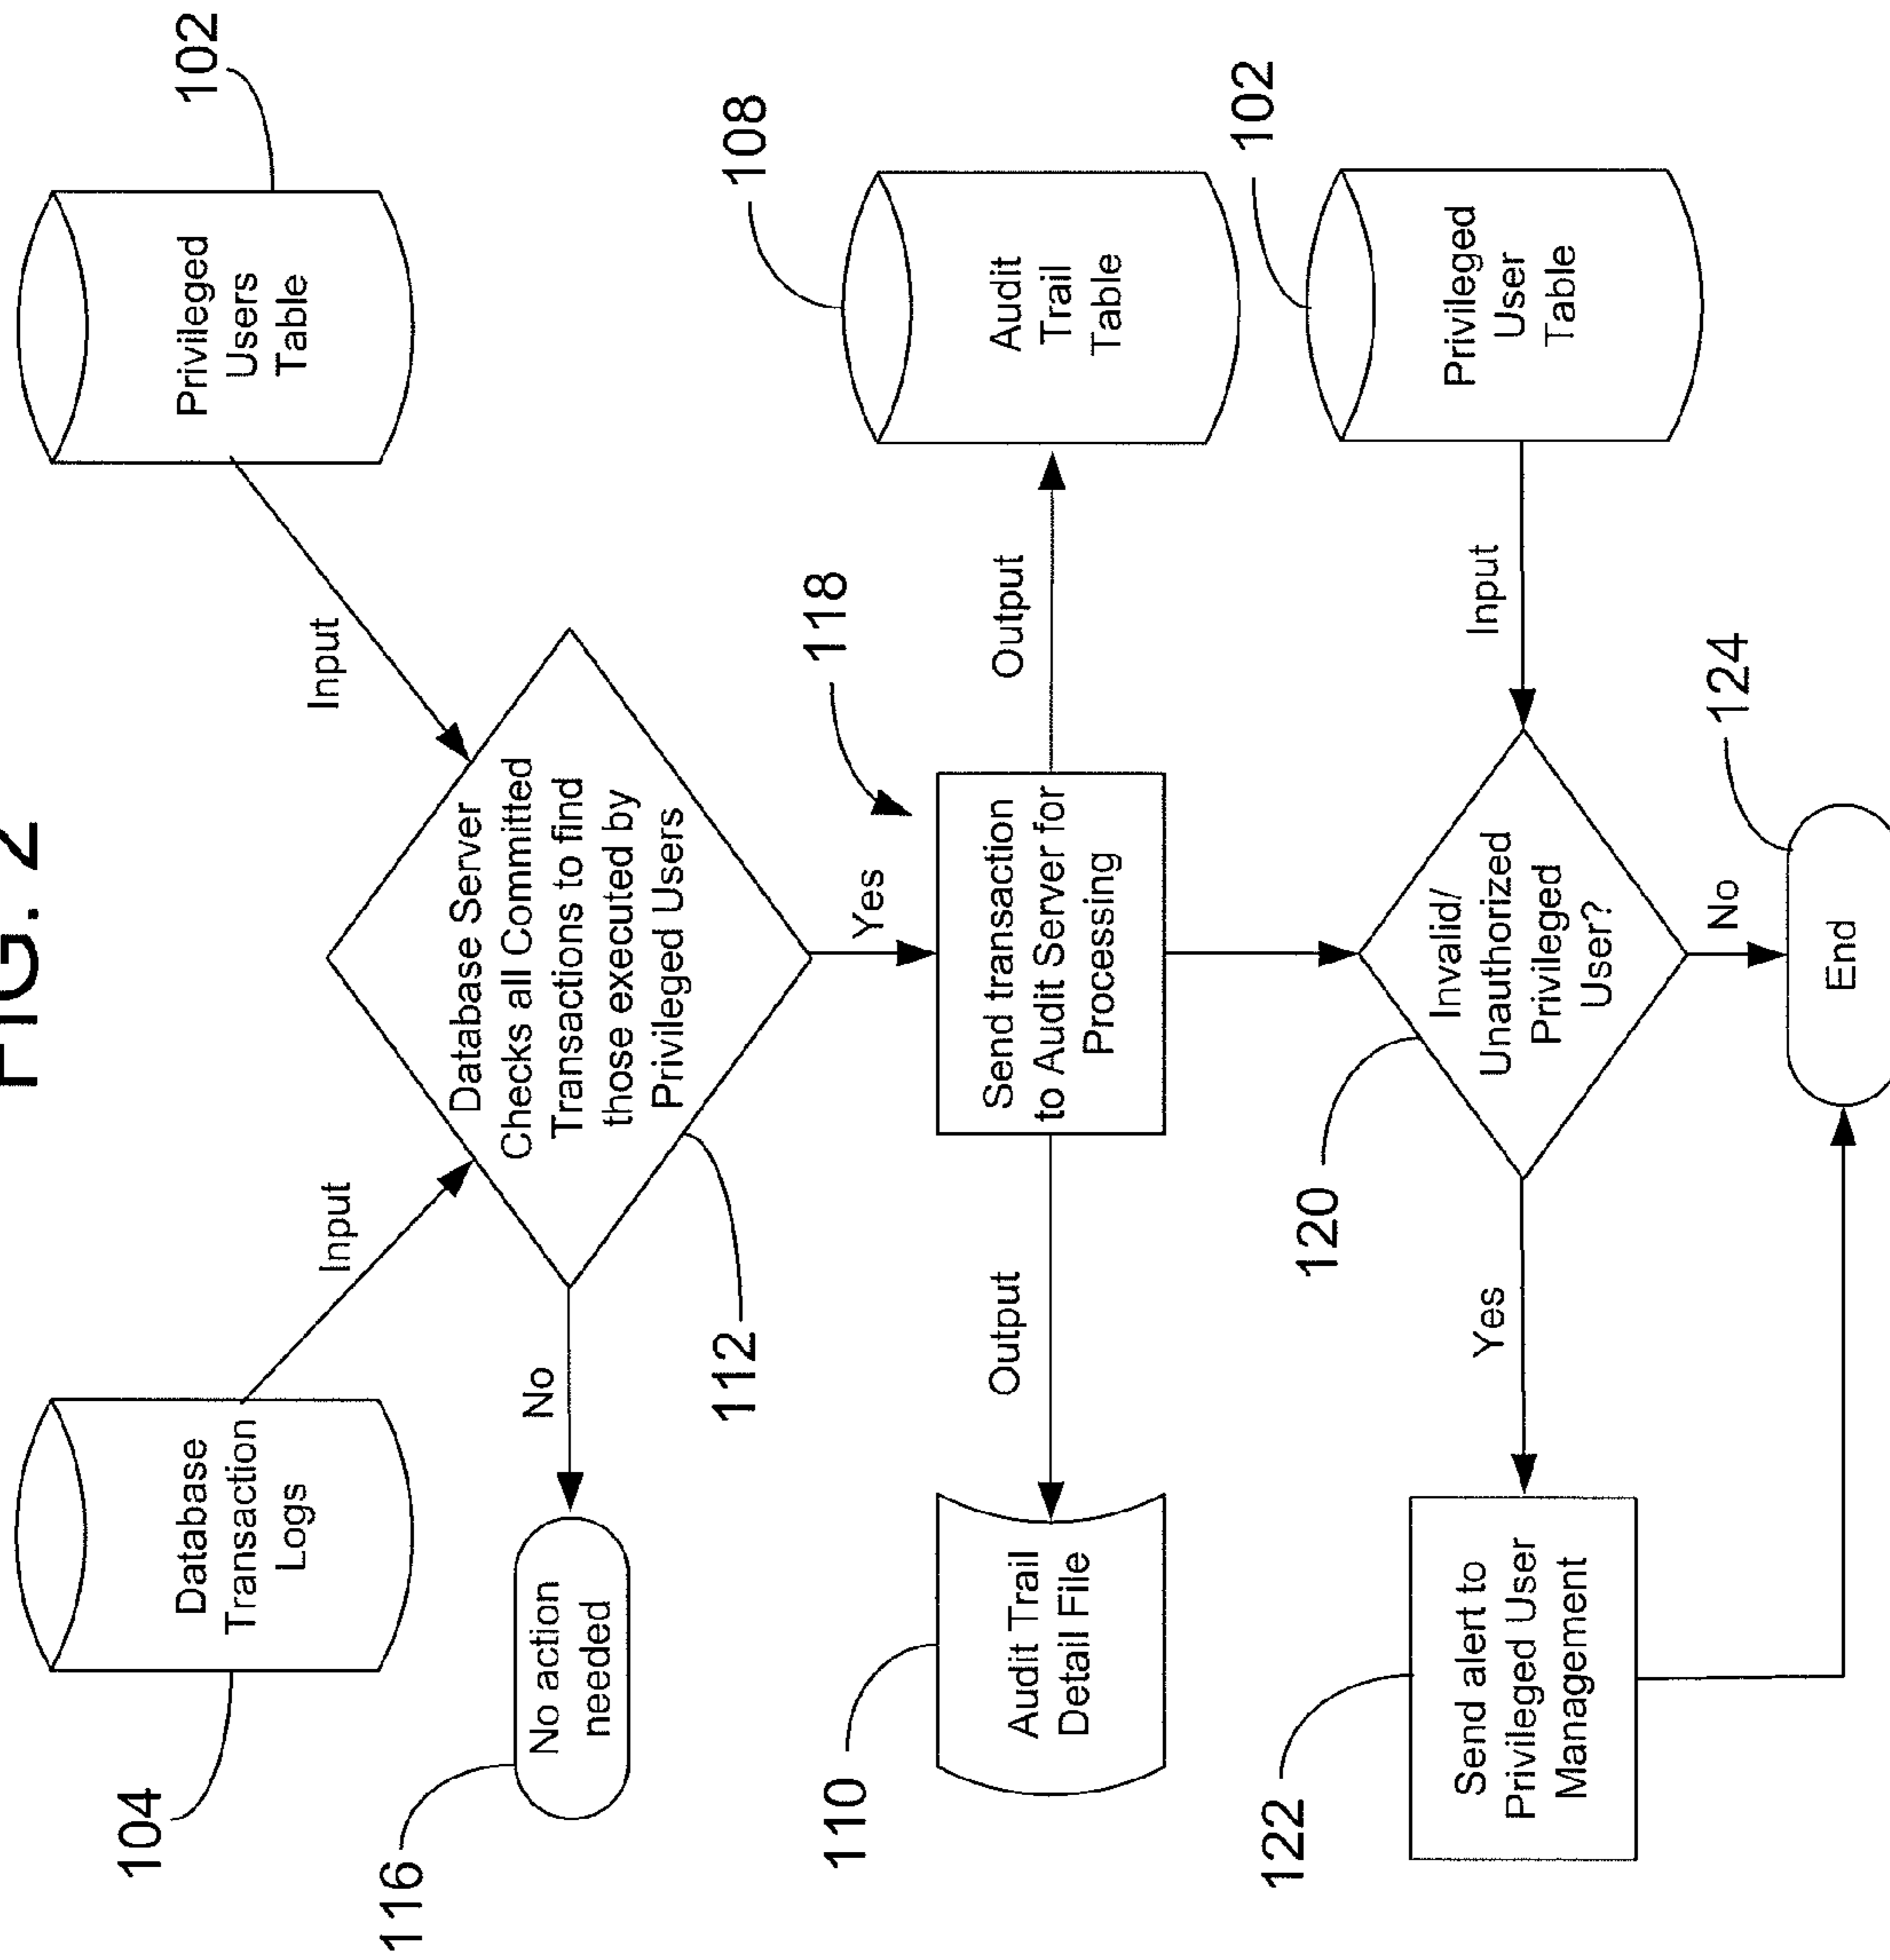 FIG. 2
104
Database
Transaction
Logs
Input
Privileged
Users
Table
102
Input
Database Server
Checks all Committed
Transactions to find
those executed by
Privileged Users
112
No
116
No action
needed
Yes
118
Send transaction
to Audit Server for
Processing
Output
110
Audit Trail
Detail File
Output
108
Audit
Trail
Table
120
Invalid/
Unauthorized
Privileged
User?
Input
102
Privileged
User
Table
Yes
122
Send alert to
Privileged User
Management
No
124
End